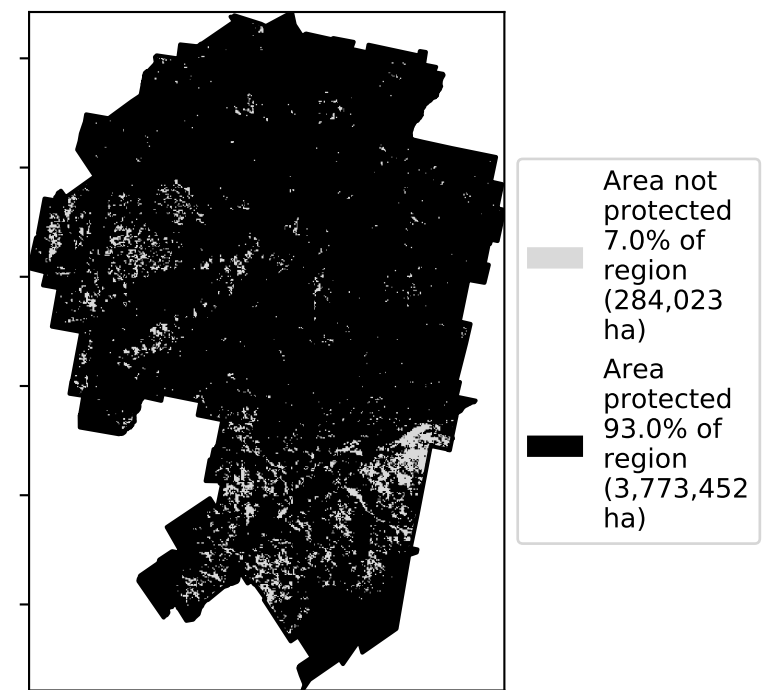 Area not
protected
7.0% of
region
(284,023
ha)
Area
protected
93.0% of
region
(3,773,452
ha)